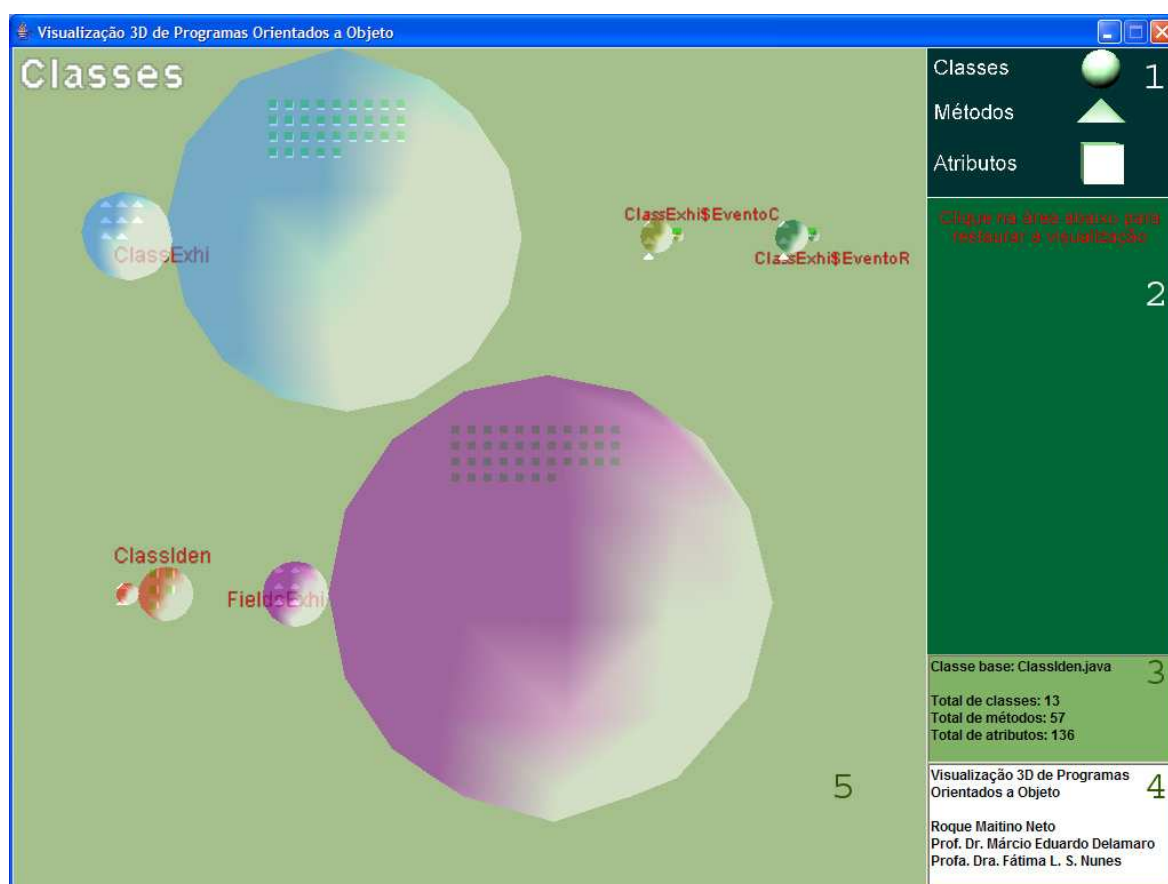 Visualização 3D de Programas Orientados a Objeto
Classes
ClassExhi
ClassExhi$EventoC
ClassExhi$EventoR
ClassIden
FieldsExhi
5
Classes
1
Métodos
Atributos
Clique na área abaixo para
restaurar a visualização
2
Classe base: ClassIden.java
3
Total de classes: 13
Total de métodos: 57
Total de atributos: 136
Visualização 3D de Programas
Orientados a Objeto
4
Roque Maitino Neto
Prof. Dr. Márcio Eduardo Delamaro
Profa. Dra. Fátima L. S. Nunes